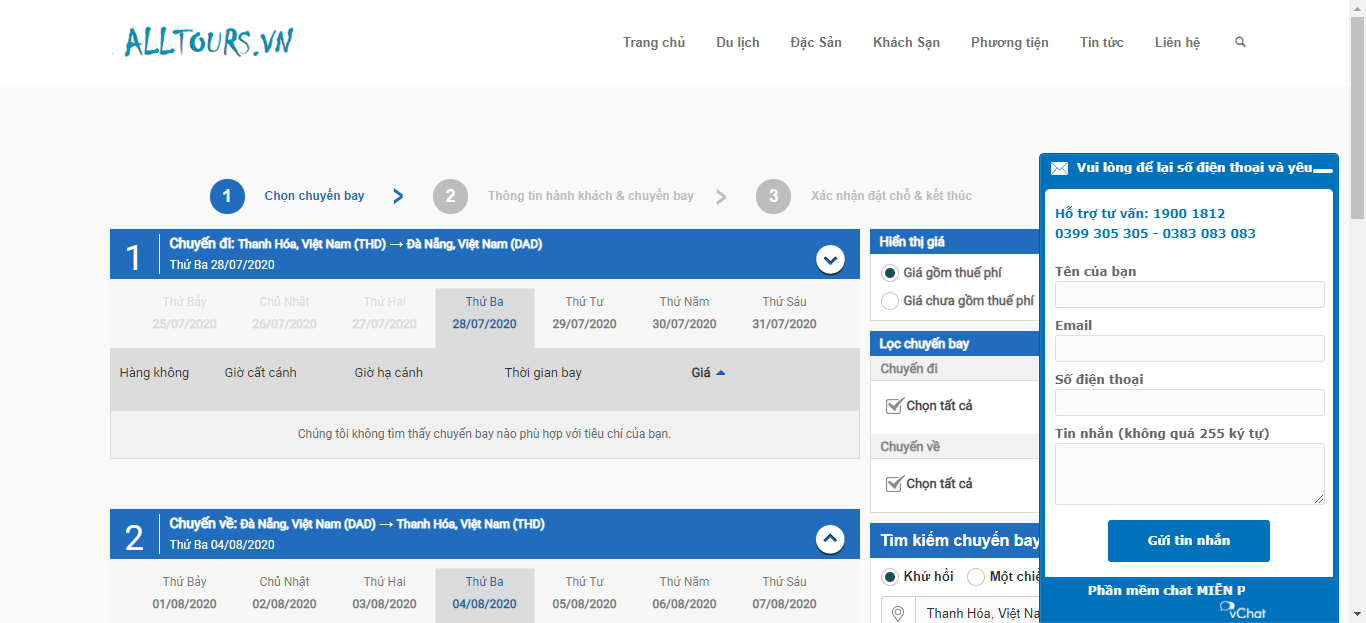 ALLTOURS.VN
Trang chủ Du lịch Đặc Sản Khách Sạn Phương tiện Tin tức Liên hệ
1 Chọn chuyến bay 2 Thông tin hành khách & chuyến bay 3 Xác nhận đặt chỗ & kết thúc
1
Chuyến đi: Thanh Hóa, Việt Nam (THD) → Đà Nẵng, Việt Nam (DAD)
Thứ Ba 28/07/2020
Thứ Bảy Chủ Nhật Thứ Hai Thứ Ba Thứ Tư Thứ Năm Thứ Sáu
25/07/2020 26/07/2020 27/07/2020 28/07/2020 29/07/2020 30/07/2020 31/07/2020
Hàng không Giờ cất cánh Giờ hạ cánh Thời gian bay Giá
Chúng tôi không tìm thấy chuyến bay nào phù hợp với tiêu chí của bạn.
2
Chuyến về: Đà Nẵng, Việt Nam (DAD) → Thanh Hóa, Việt Nam (THD)
Thứ Ba 04/08/2020
Thứ Bảy Chủ Nhật Thứ Hai Thứ Ba Thứ Tư Thứ Năm Thứ Sáu
01/08/2020 02/08/2020 03/08/2020 04/08/2020 05/08/2020 06/08/2020 07/08/2020
Hiển thị giá
Giá gồm thuế phí
Giá chưa gồm thuế phí
Lọc chuyến bay
Chuyến đi
Chọn tất cả
Chuyến về
Chọn tất cả
Tìm kiếm chuyến bay
Khứ hồi Một chiề
Thanh Hóa, Việt Na
Vui lòng để lại số điện thoại và yêu
Hỗ trợ tư vấn: 1900 1812
0399 305 305 - 0383 083 083
Tên của bạn
Email
Số điện thoại
Tin nhắn (không quá 255 ký tự)
Gửi tin nhắn
Phần mềm chat MIỄN P
vChat